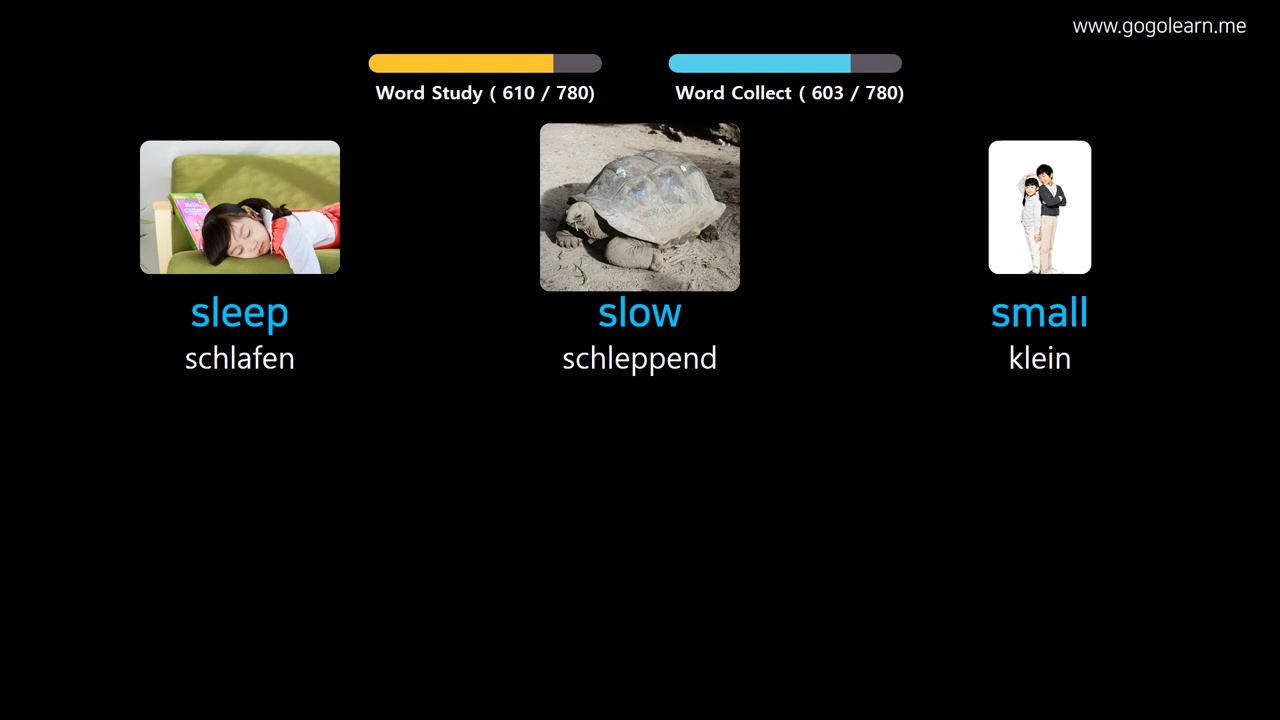 www.gogolearn.me
Word Study ( 610 / 780)
Word Collect ( 603 / 780)
sleep
schlafen
slow
schleppend
small
klein